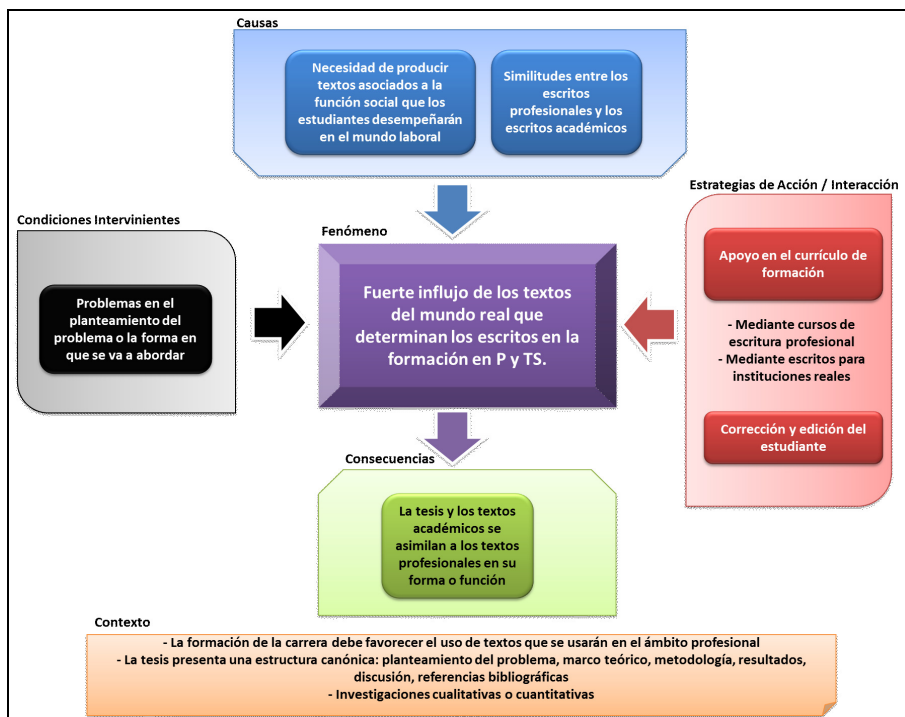 Causas
Necesidad de producir
textos asociados a la
función social que los
estudiantes desempeñarán
en el mundo laboral
Similitudes entre los
escritos
profesionales y los
escritos académicos
Estrategias de Acción / Interacción
Apoyo en el currículo de
formación
- Mediante cursos de
escritura profesional
- Mediante escritos para
instituciones reales
Corrección y edición del
estudiante
Condiciones Intervinientes
Problemas en el
planteamiento del
problema o la forma en
que se va a abordar
Fenómeno
Fuerte influjo de los textos
del mundo real que
determinan los escritos en la
formación en P y TS.
Consecuencias
La tesis y los textos
académicos se
asimilan a los textos
profesionales en su
forma o función
Contexto
- La formación de la carrera debe favorecer el uso de textos que se usarán en el ámbito profesional
- La tesis presenta una estructura canónica: planteamiento del problema, marco teórico, metodología, resultados,
discusión, referencias bibliográficas
- Investigaciones cualitativas o cuantitativas